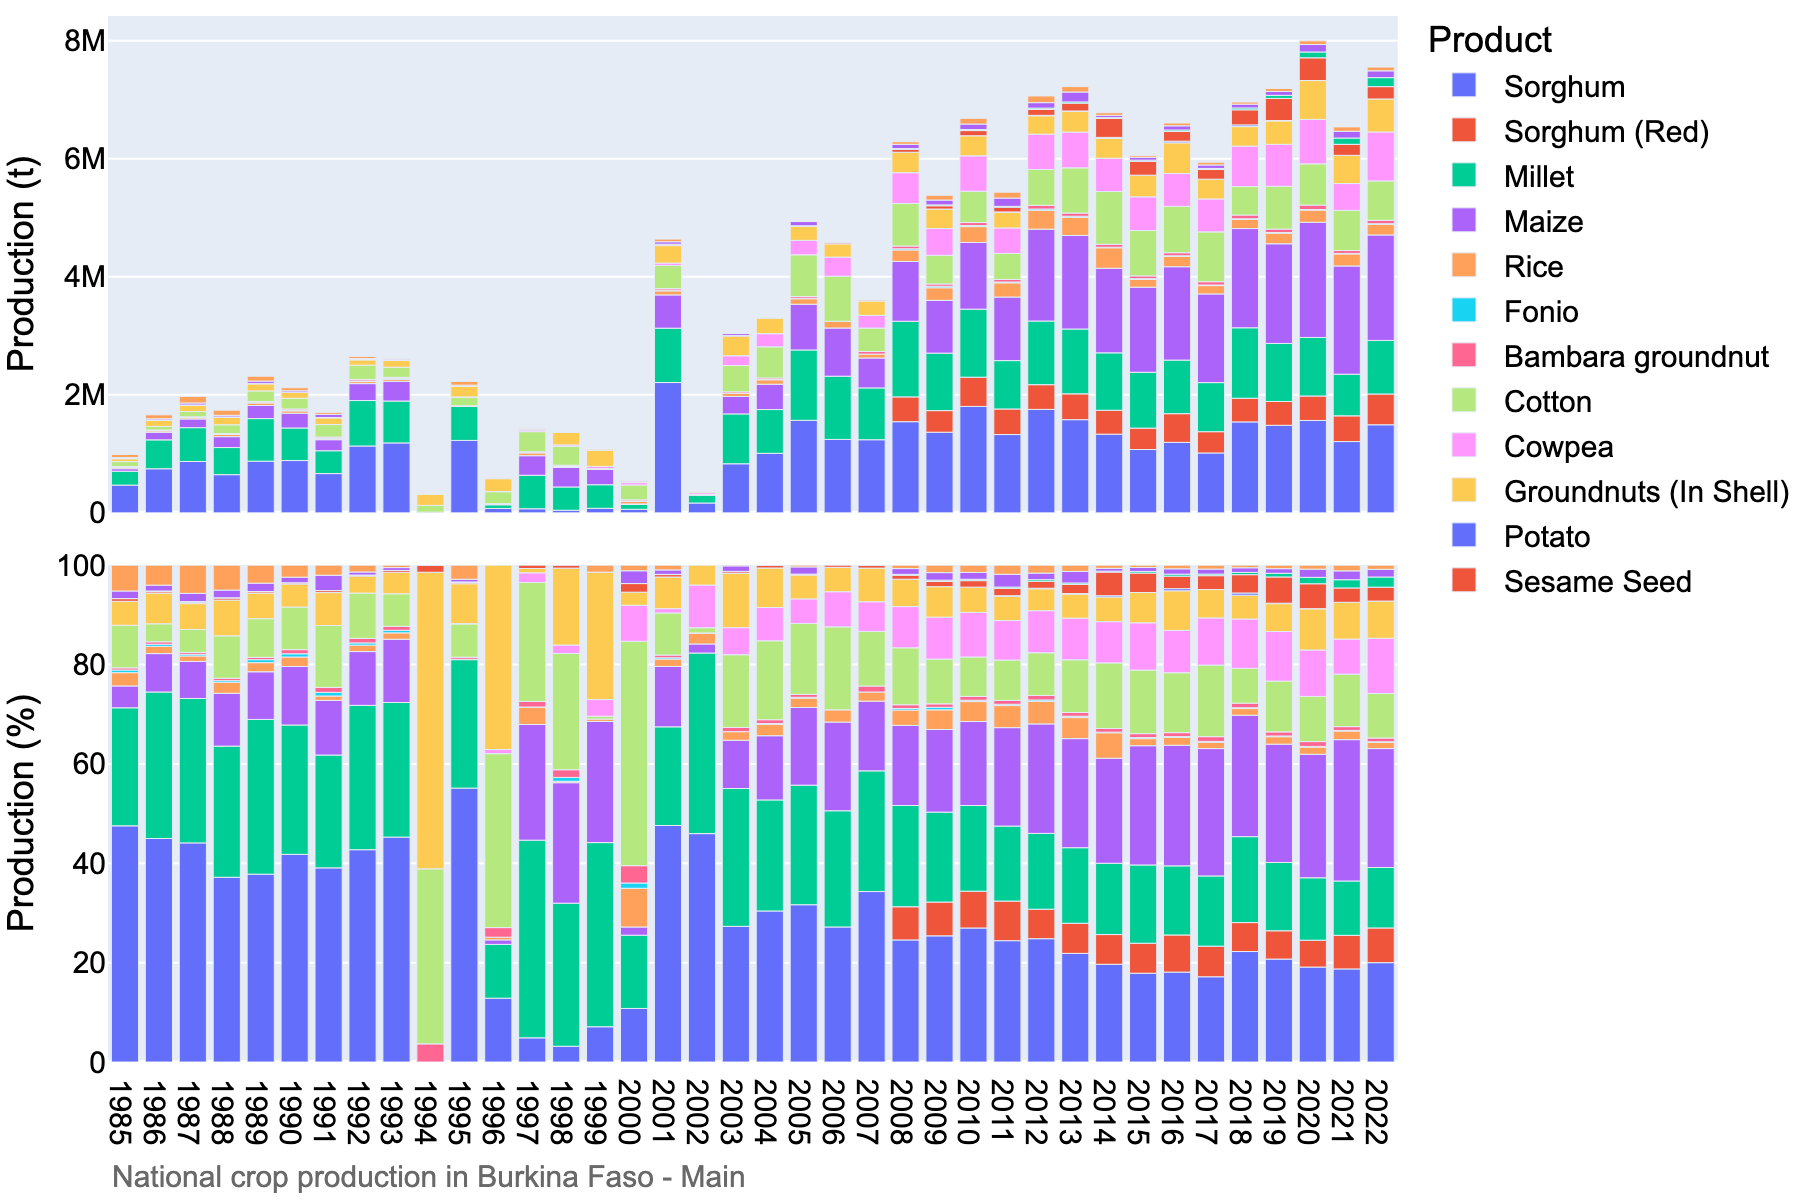 8M
6M
4M
2M
0
Production (t)
100
80
60
40
20
0
Production (%)
1985
1986
1987
1988
1989
1990
1991
1992
1993
1994
1995
1996
1997
1998
1999
2000
2001
2002
2003
2004
2005
2006
2007
2008
2009
2010
2011
2012
2013
2014
2015
2016
2017
2018
2019
2020
2021
2022
National crop production in Burkina Faso - Main
Product
Sorghum
Sorghum (Red)
Millet
Maize
Rice
Fonio
Bambara groundnut
Cotton
Cowpea
Groundnuts (In Shell)
Potato
Sesame Seed